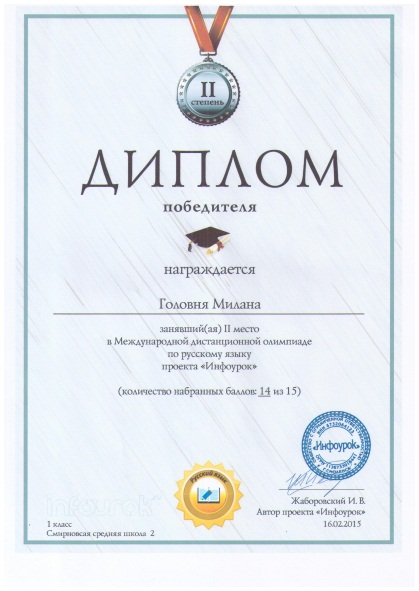 II
степень
ДИПЛОМ
победителя
награждается
Головня Милана
занявший(ая) II место
в Международной дистанционной олимпиаде
по русскому языку
проекта «Инфоурок»
(количество набранных баллов: 14 из 15)
«Инфоурок»
Русский язык
infourok
Жаборовский И. В.
Автор проекта «Инфоурок»
16.02.2015
1 класс
Смирновсая средняя школа 2